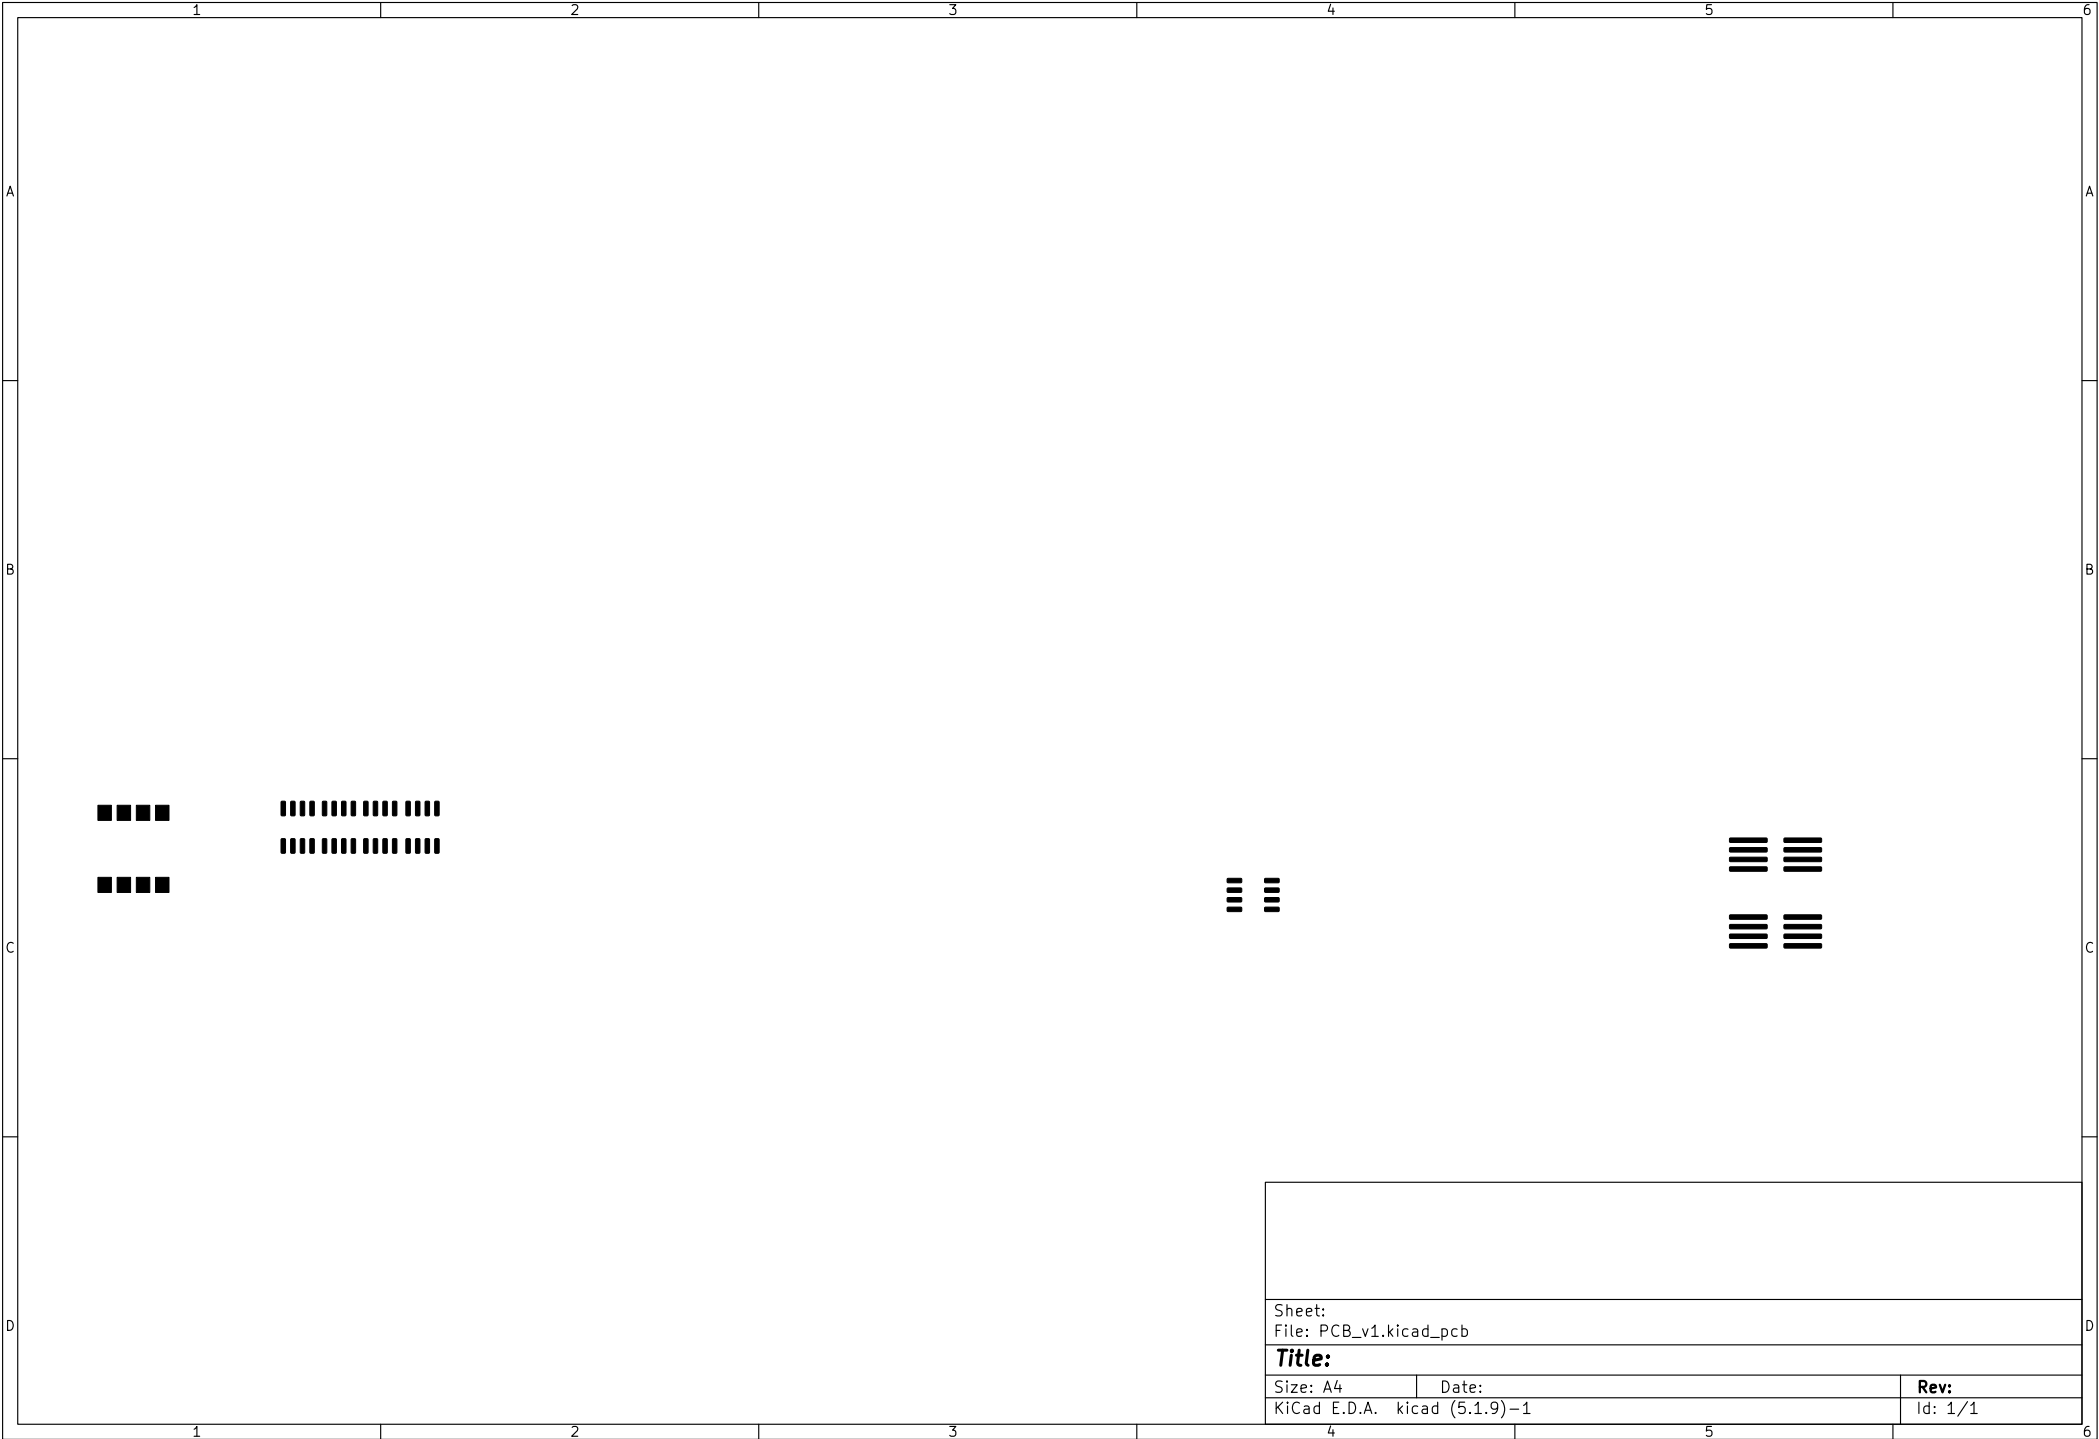 1 2 3 4 5 6
A A
B B
C C
Sheet:
File: PCB_v1.kicad_pcb
D D
Title:
Size: A4 Date: Rev:
KiCad E.D.A. kicad (5.1.9)-1 Id: 1/1
1 2 3 4 5 6